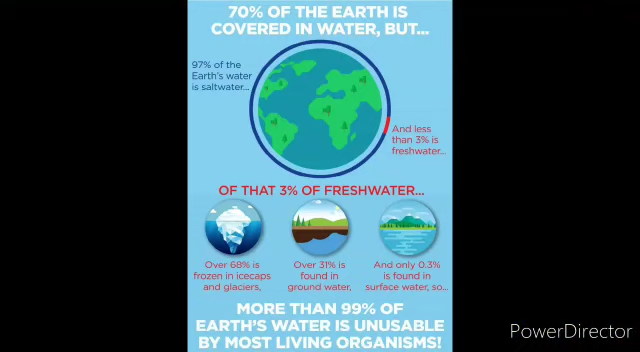 70% OF THE EARTH IS
COVERED IN WATER, BUT...
97% of the
Earth's water
is saltwater...
And less
than 3% is
freshwater...
OF THAT 3% OF FRESHWATER...
Over 68% is
frozen in icecaps
and glaciers,
Over 31% is
found in
ground water,
And only 0.3%
is found in
surface water, so...
MORE THAN 99% OF
EARTH'S WATER IS UNUSABLE
BY MOST LIVING ORGANISMS!
PowerDirector